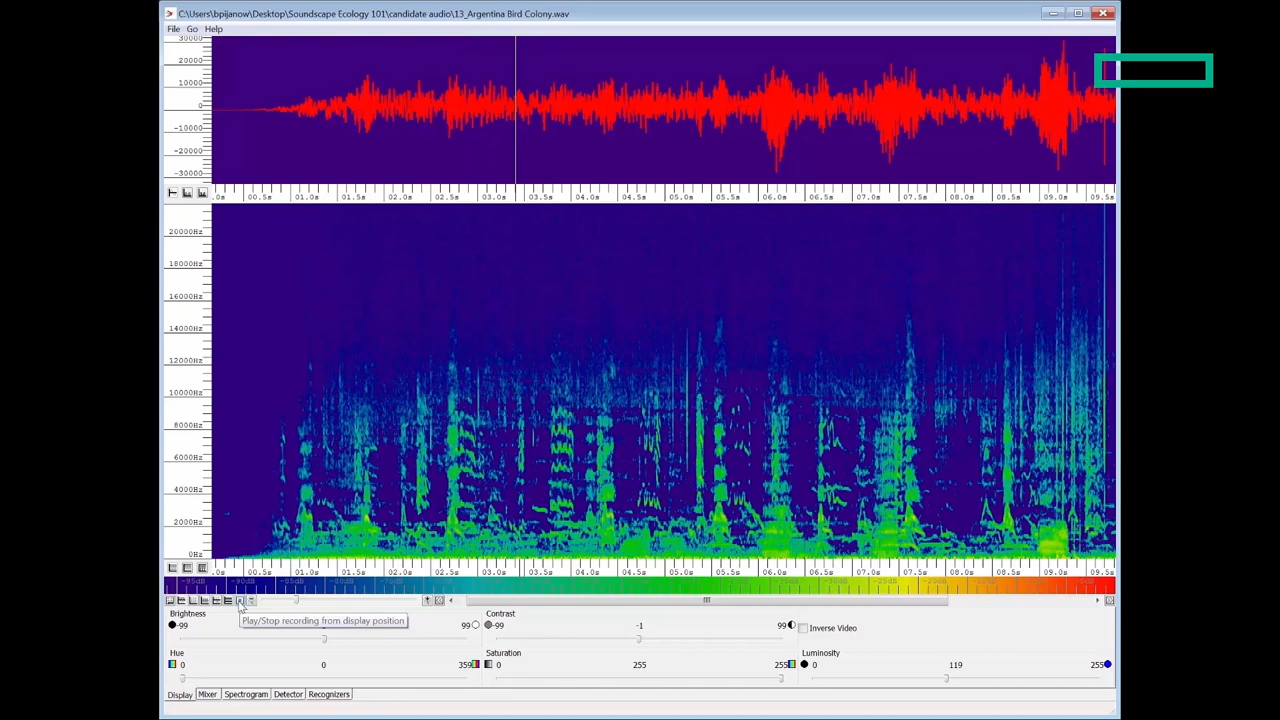 C:\Users\bpijanow\Desktop\Soundscape Ecology 101\candidate audio\13_Argentina Bird Colony.wav
File Go Help
30000
20000
10000
0
-10000
-20000
-30000
.0s 00.5s 01.0s 01.5s 02.0s 02.5s 03.0s 03.5s 04.0s 04.5s 05.0s 05.5s 06.0s 06.5s 07.0s 07.5s 08.0s 08.5s 09.0s 09.5s
20000Hz
18000Hz
16000Hz
14000Hz
12000Hz
10000Hz
8000Hz
6000Hz
4000Hz
2000Hz
0Hz
.0s 00.5s 01.0s 01.5s 02.0s 02.5s 03.0s 03.5s 04.0s 04.5s 05.0s 05.5s 06.0s 06.5s 07.0s 07.5s 08.0s 08.5s 09.0s 09.5s
-95dB -90dB -85dB -80dB
Play/Stop recording from display position
Brightness Contrast
-99 99 -99 -1 99 Inverse Video
Hue Saturation Luminosity
0 0 359 0 255 255 0 119 255
Display Mixer Spectrogram Detector Recognizers